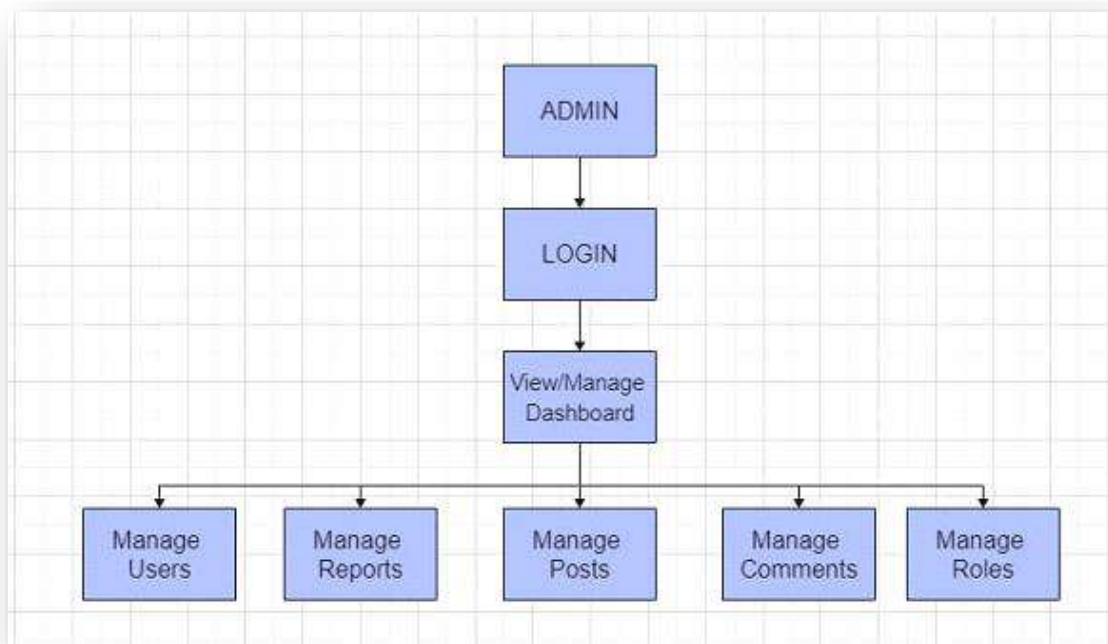 ADMIN
LOGIN
View/Manage
Dashboard
Manage
Users
Manage
Reports
Manage
Posts
Manage
Comments
Manage
Roles